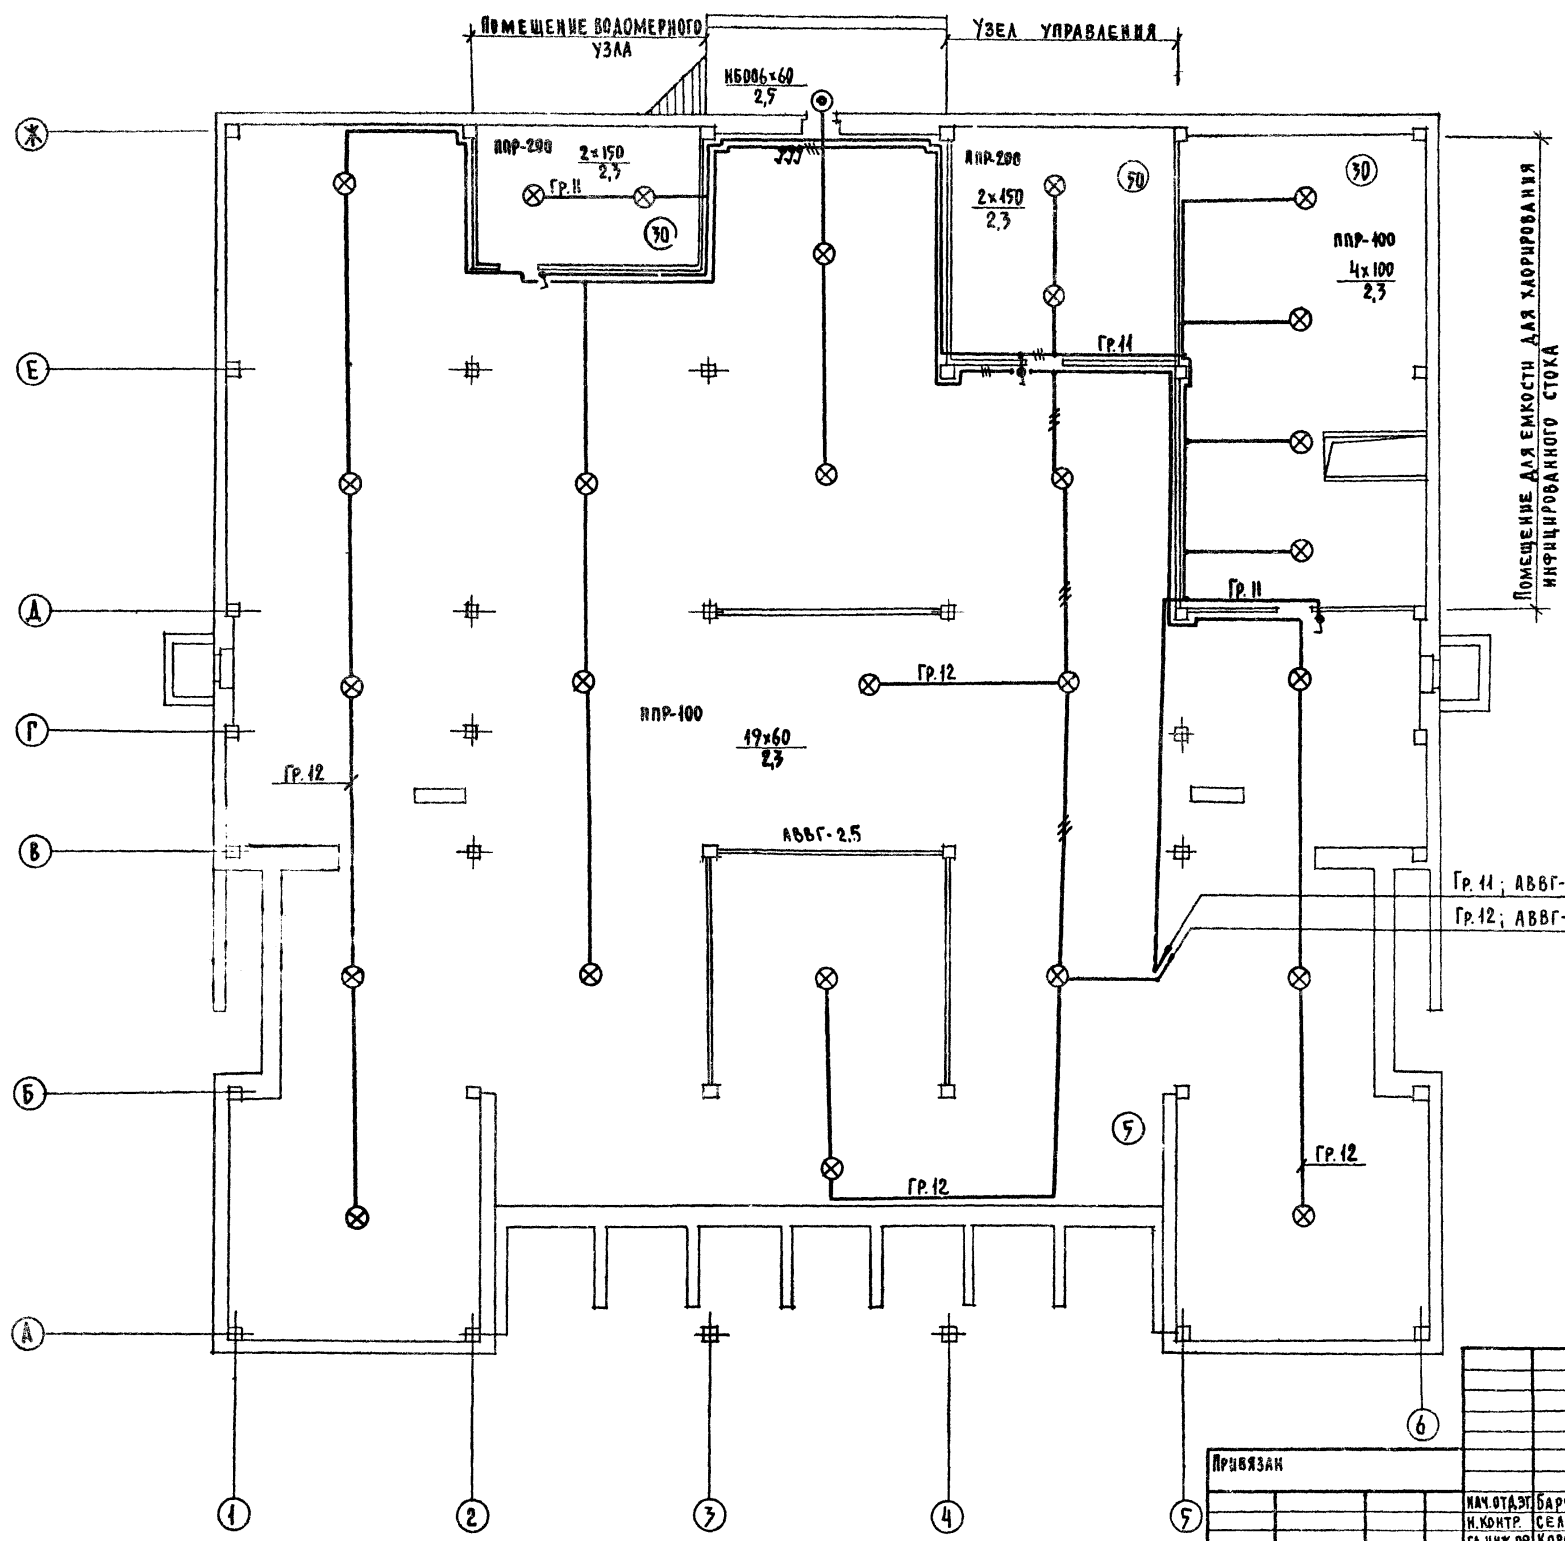 Помещение водомерного
узла
Узел управления
НБ006×60
2,5
Ж
ППР-200
2×150
2,3
Гр.11
30
ППР-200
2×150
2,3
50
30
ППР-100
4×100
2,3
Помещение для емкости для хлорирования
инфицированного стока
Гр.11
Е
Гр.11
Д
Гр.12
ППР-100
19×60
2,3
Г
Гр.12
АВВГ-2,5
В
Гр.11; АВВГ-
Гр.12; АВВГ-
Б
5
Гр.12
Гр.12
А
6
Привязан
1
2
3
4
5
Нач.отд.эт
Н.контр.